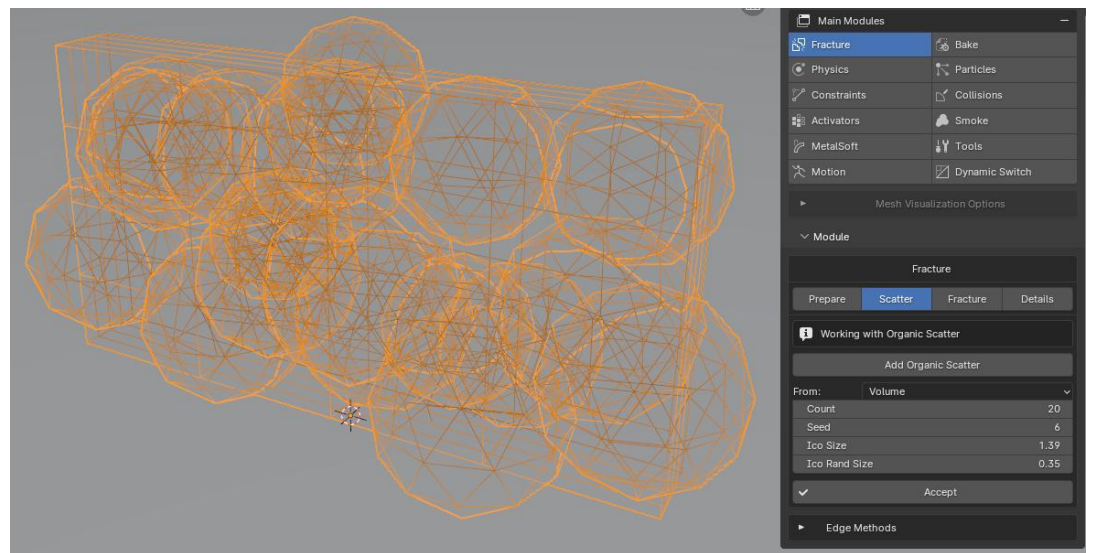 Main Modules
Fracture Bake
Physics Particles
Constraints Collisions
Activators Smoke
MetalSoft Tools
Motion Dynamic Switch
Mesh Visualization Options
Module
Fracture
Prepare Scatter Fracture Details
Working with Organic Scatter
Add Organic Scatter
From: Volume
Count 20
Seed 6
Ico Size 1.39
Ico Rand Size 0.35
Accept
Edge Methods